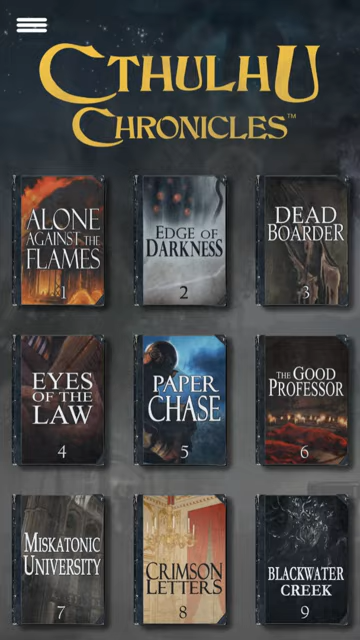 CTHULHU
CHRONICLES™
ALONE
AGAINST THE
FLAMES
1
EDGE OF
DARKNESS
2
DEAD
BOARDER
3
EYES
OF THE
LAW
4
PAPER
CHASE
5
THE GOOD
PROFESSOR
6
MISKATONIC
UNIVERSITY
7
CRIMSON
LETTERS
8
BLACKWATER
CREEK
9